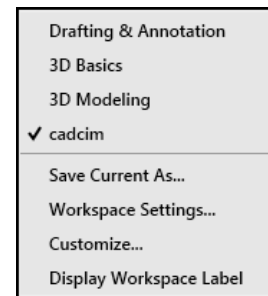 Drafting & Annotation
3D Basics
3D Modeling
✔ cadcim
Save Current As...
Workspace Settings...
Customize...
Display Workspace Label